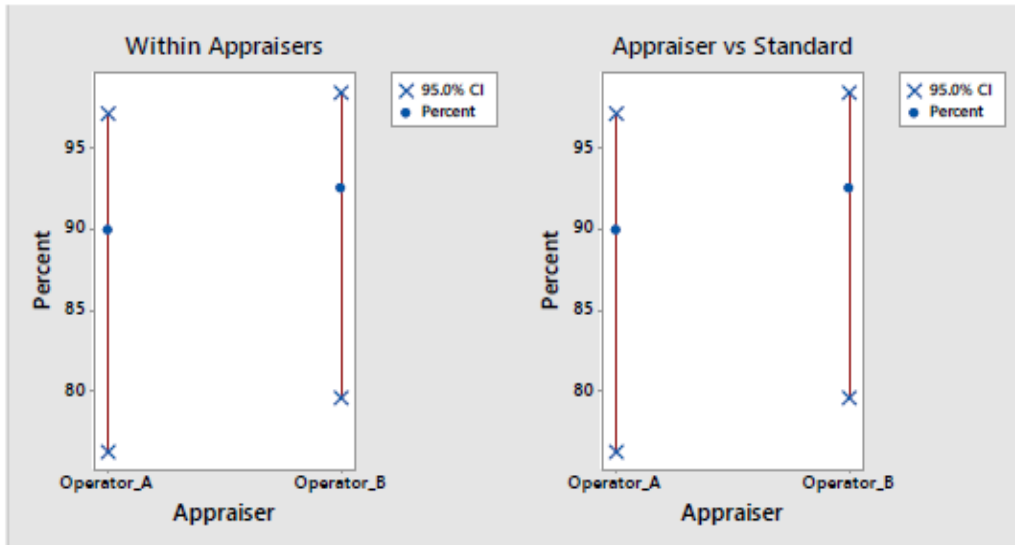 Within Appraisers
95.0% CI
Percent
95
90
85
80
Percent
Operator_A
Operator_B
Appraiser
Appraiser vs Standard
95.0% CI
Percent
95
90
85
80
Percent
Operator_A
Operator_B
Appraiser